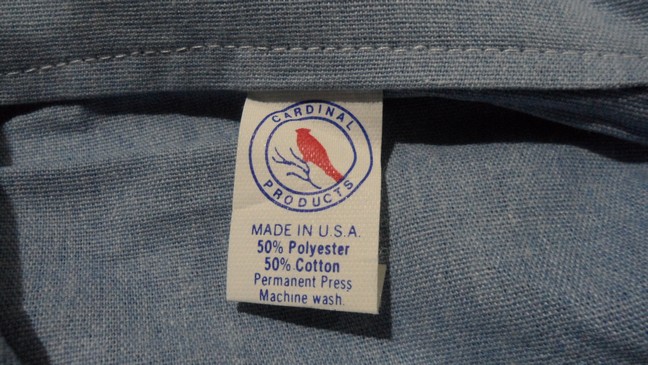 CARDINAL
PRODUCTS
MADE IN U.S.A.
50% Polyester
50% Cotton
Permanent Press
Machine wash.